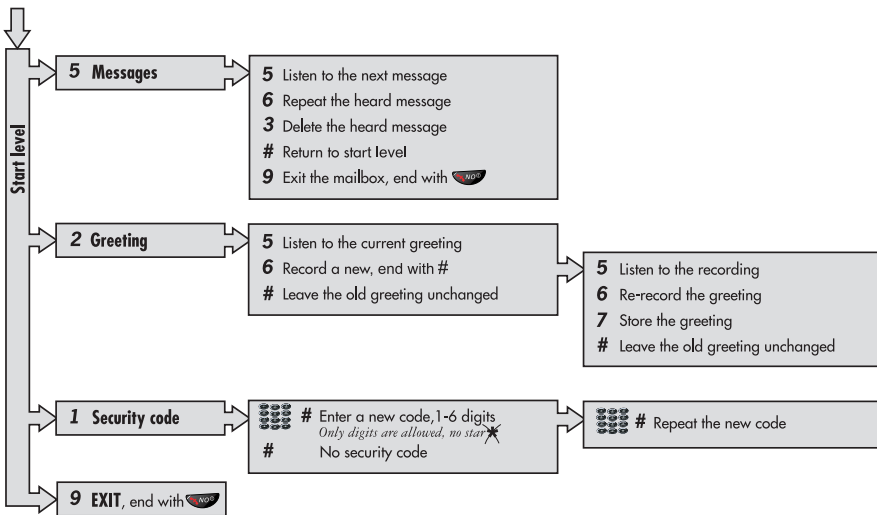 Start level
5 Messages
5 Listen to the next message
6 Repeat the heard message
3 Delete the heard message
# Return to start level
9 Exit the mailbox, end with NO
2 Greeting
5 Listen to the current greeting
6 Record a new, end with #
# Leave the old greeting unchanged
5 Listen to the recording
6 Re-record the greeting
7 Store the greeting
# Leave the old greeting unchanged
1 Security code
# Enter a new code,1-6 digits
Only digits are allowed, no star *
# No security code
# Repeat the new code
9 EXIT, end with NO